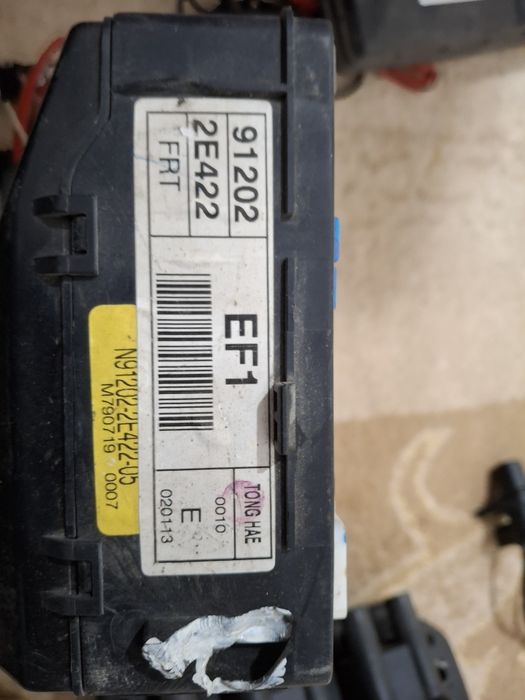 91202
2E422
FRT
EF1
TONG HAE
0010
E
020113
N91202-2E422-05
M790719 0007